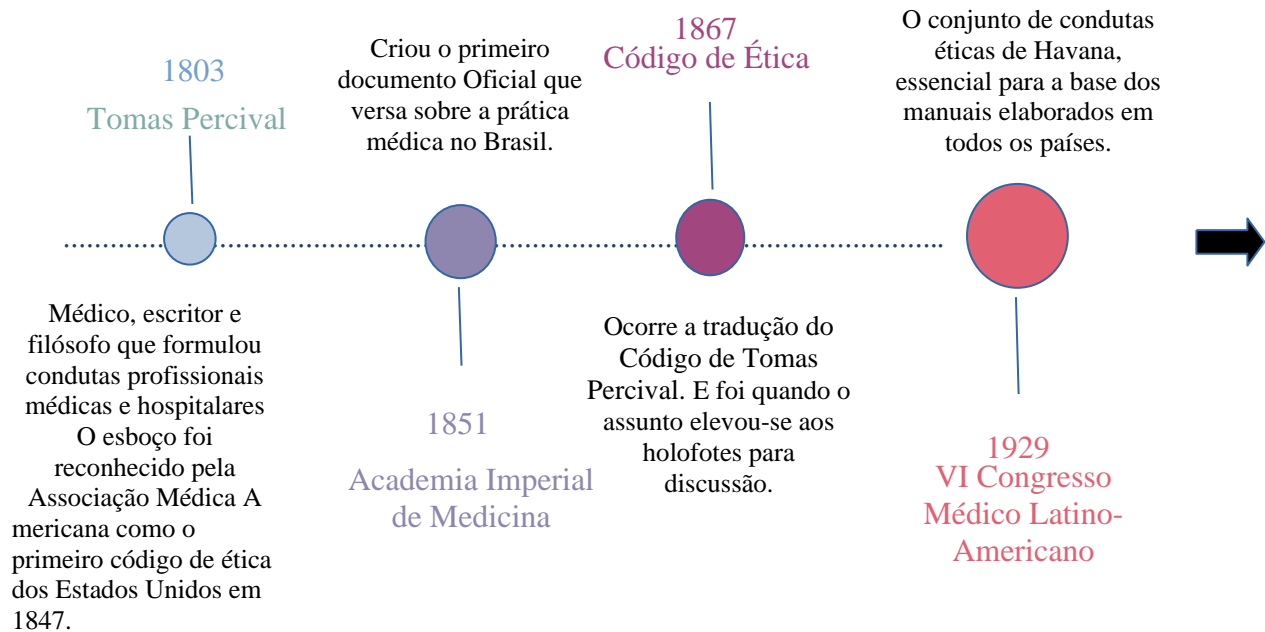 1803
Tomas Percival
Médico, escritor e
filósofo que formulou
condutas profissionais
médicas e hospitalares
O esboço foi
reconhecido pela
Associação Médica A
mericana como o
primeiro código de ética
dos Estados Unidos em
1847.
Criou o primeiro
documento Oficial que
versa sobre a prática
médica no Brasil.
1851
Academia Imperial
de Medicina
1867
Código de Ética
Ocorre a tradução do
Código de Tomas
Percival. E foi quando o
assunto elevou-se aos
holofotes para
discussão.
O conjunto de condutas
éticas de Havana,
essencial para a base dos
manuais elaborados em
todos os países.
1929
VI Congresso
Médico Latino-
Americano